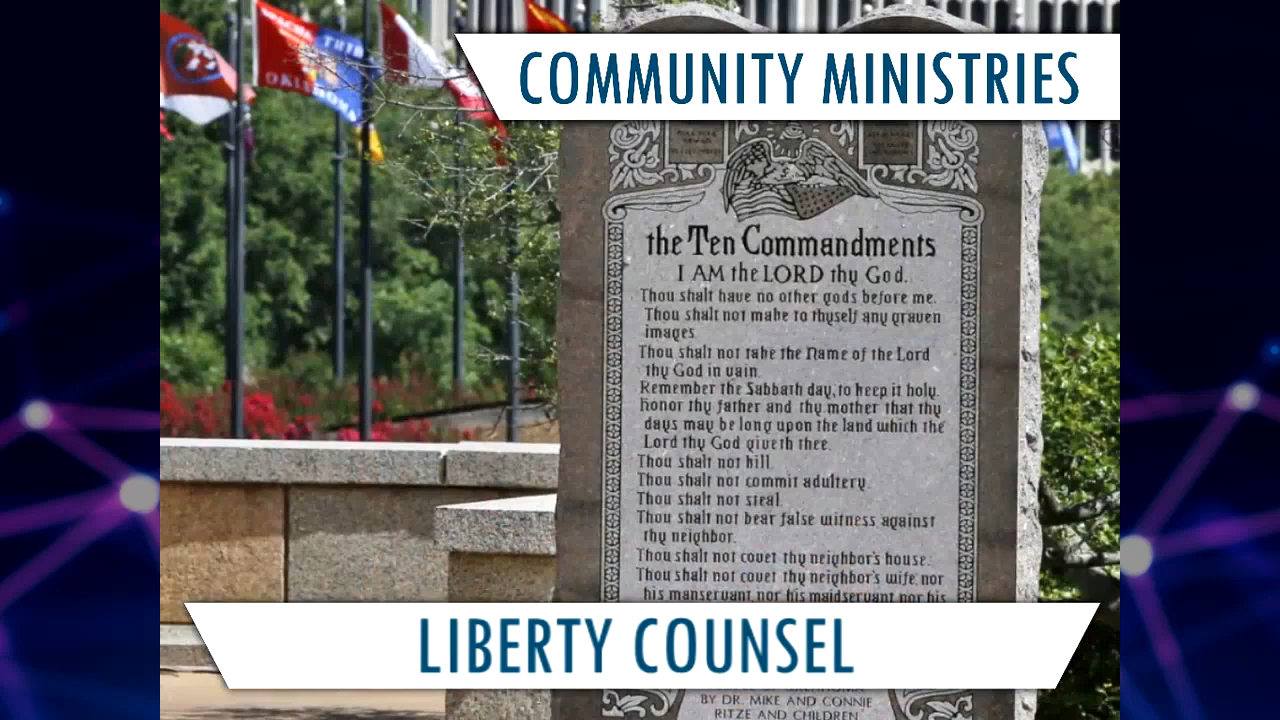 COMMUNITY MINISTRIES
OKLAHOMA
the Ten Commandments
I AM the LORD thy God.
Thou shalt have no other gods before me.
Thou shalt not make to thyself any graven
images.
Thou shalt not take the Name of the Lord
thy God in vain.
Remember the Sabbath day, to keep it holy.
Honor thy father and thy mother that thy
days may be long upon the land which the
Lord thy God giveth thee.
Thou shalt not kill.
Thou shalt not commit adultery.
Thou shalt not steal.
Thou shalt not bear false witness against
thy neighbor.
Thou shalt not covet thy neighbor's house.
Thou shalt not covet thy neighbor's wife nor
his manservant nor his maidservant nor his
LIBERTY COUNSEL
BY DR. MIKE AND CONNIE
RITZE AND CHILDREN